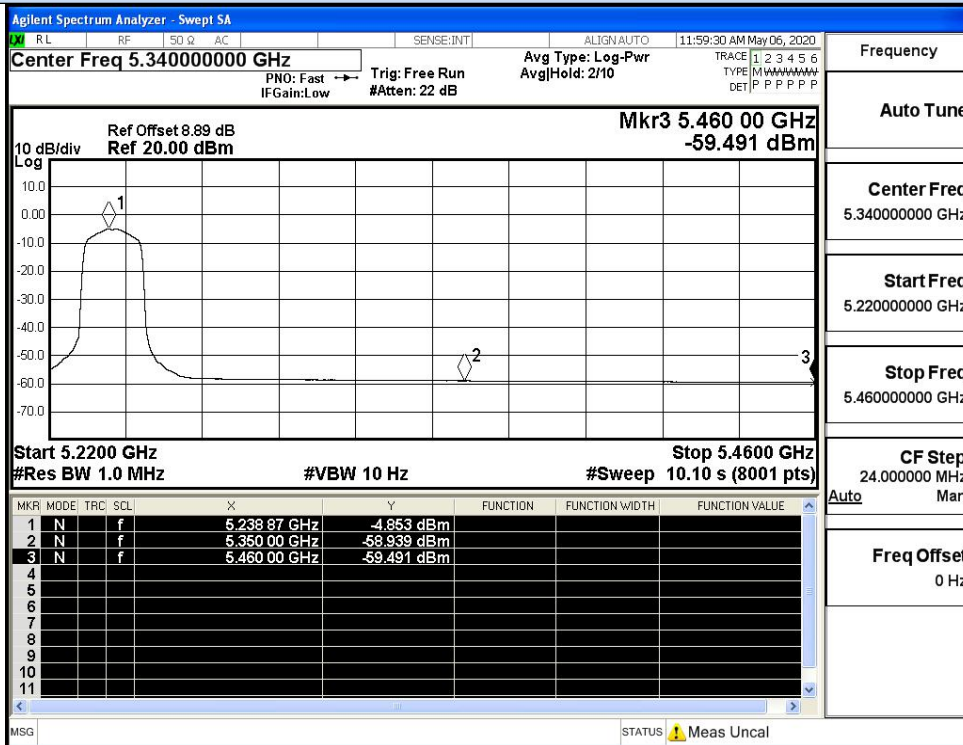 Agilent Spectrum Analyzer - Swept SA
LXI RL RF 50 Ω AC SENSE:INT ALIGNAUTO 11:59:30 AM May 06, 2020
Center Freq 5.340000000 GHz
PNO: Fast
IFGain:Low
Trig: Free Run
#Atten: 22 dB
Avg Type: Log-Pwr
Avg|Hold: 2/10
TRACE 1 2 3 4 5 6
TYPE M WWWWW
DET P P P P P P
Mkr3 5.460 00 GHz
-59.491 dBm
Ref Offset 8.89 dB
10 dB/div Ref 20.00 dBm
Log
10.0
0.00
-10.0
-20.0
-30.0
-40.0
-50.0
-60.0
-70.0
1
2
3
Start 5.2200 GHz Stop 5.4600 GHz
#Res BW 1.0 MHz #VBW 10 Hz #Sweep 10.10 s (8001 pts)
MKR MODE TRC SCL X Y FUNCTION FUNCTION WIDTH FUNCTION VALUE
1 N f 5.238 87 GHz -4.853 dBm
2 N f 5.350 00 GHz -58.939 dBm
3 N f 5.460 00 GHz -59.491 dBm
4
5
6
7
8
9
10
11
MSG STATUS Meas Uncal
Frequency
Auto Tune
Center Freq
5.340000000 GHz
Start Freq
5.220000000 GHz
Stop Freq
5.460000000 GHz
CF Step
24.000000 MHz
Auto Man
Freq Offset
0 Hz